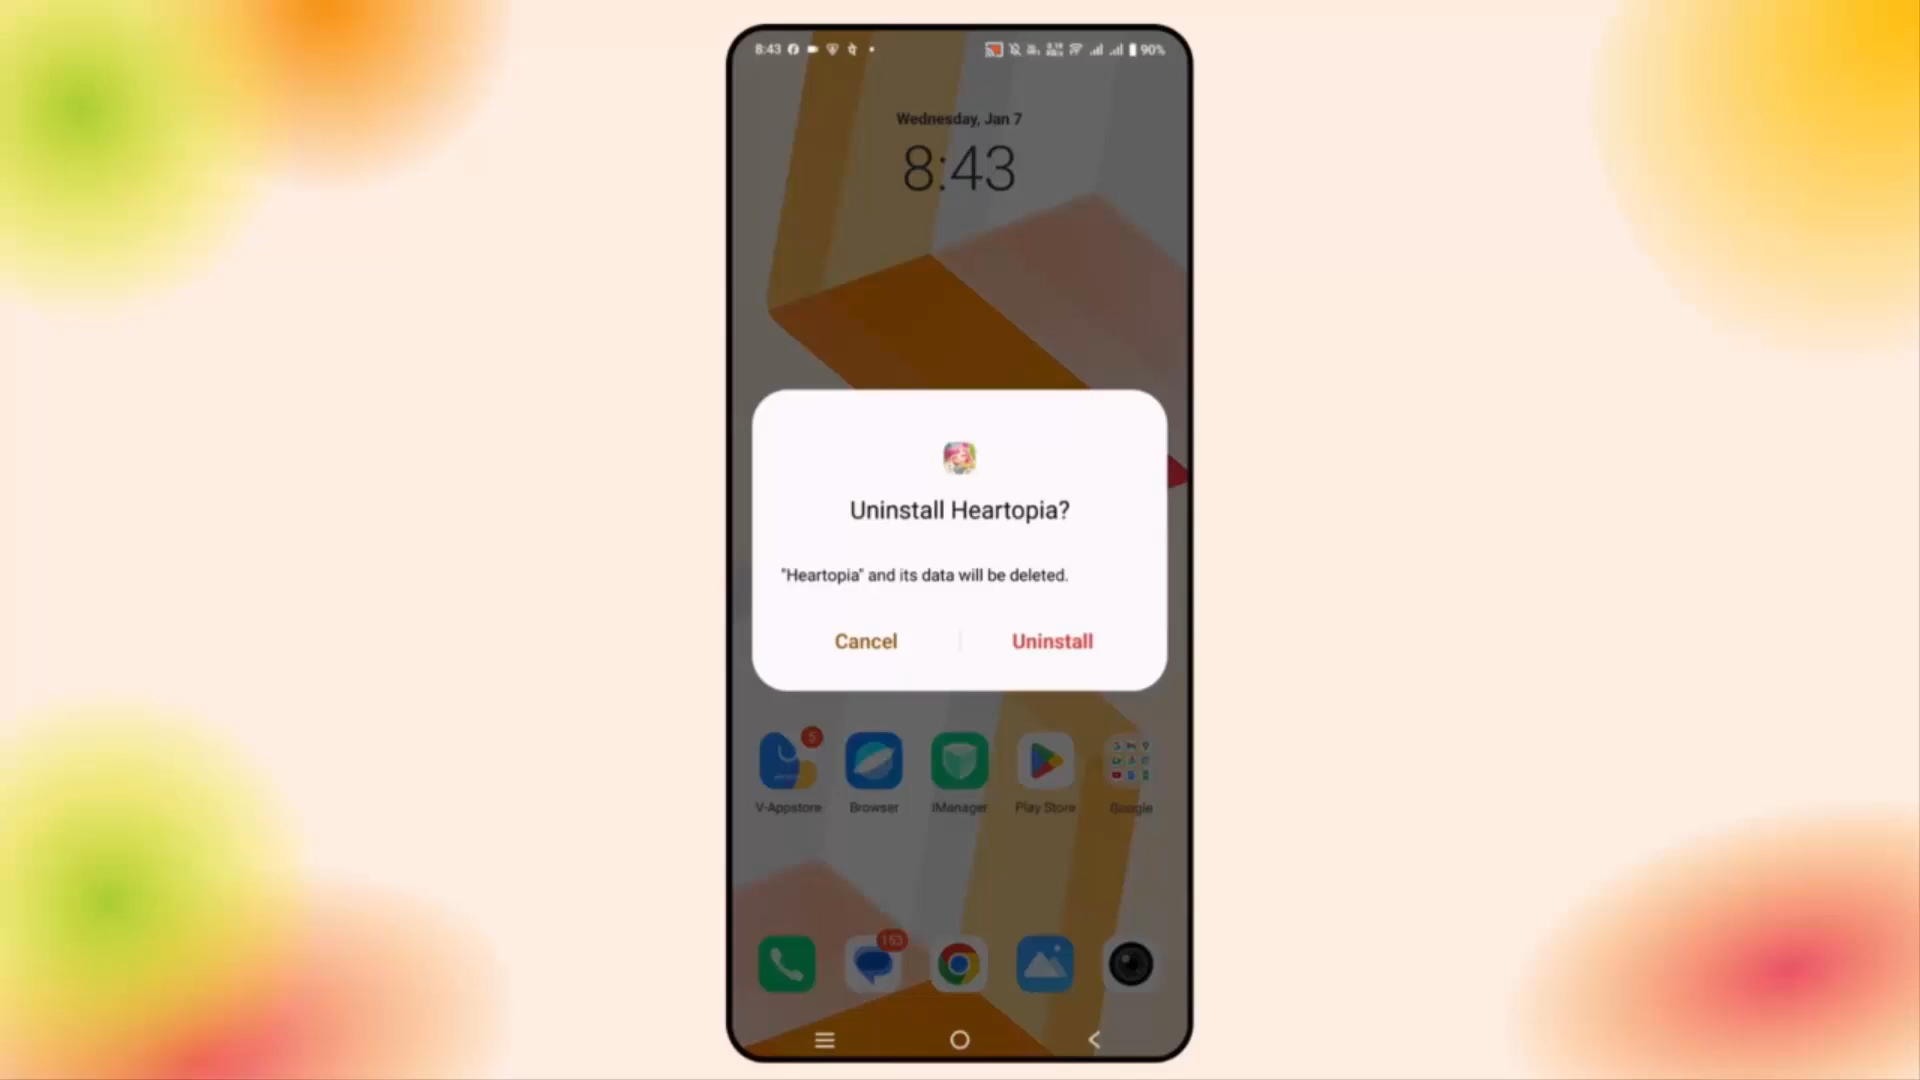 8:43
90%
Wednesday, Jan 7
8:43
Uninstall Heartopia?
"Heartopia" and its data will be deleted.
Cancel
Uninstall
5
V-Appstore
Browser
iManager
Play Store
Google
153